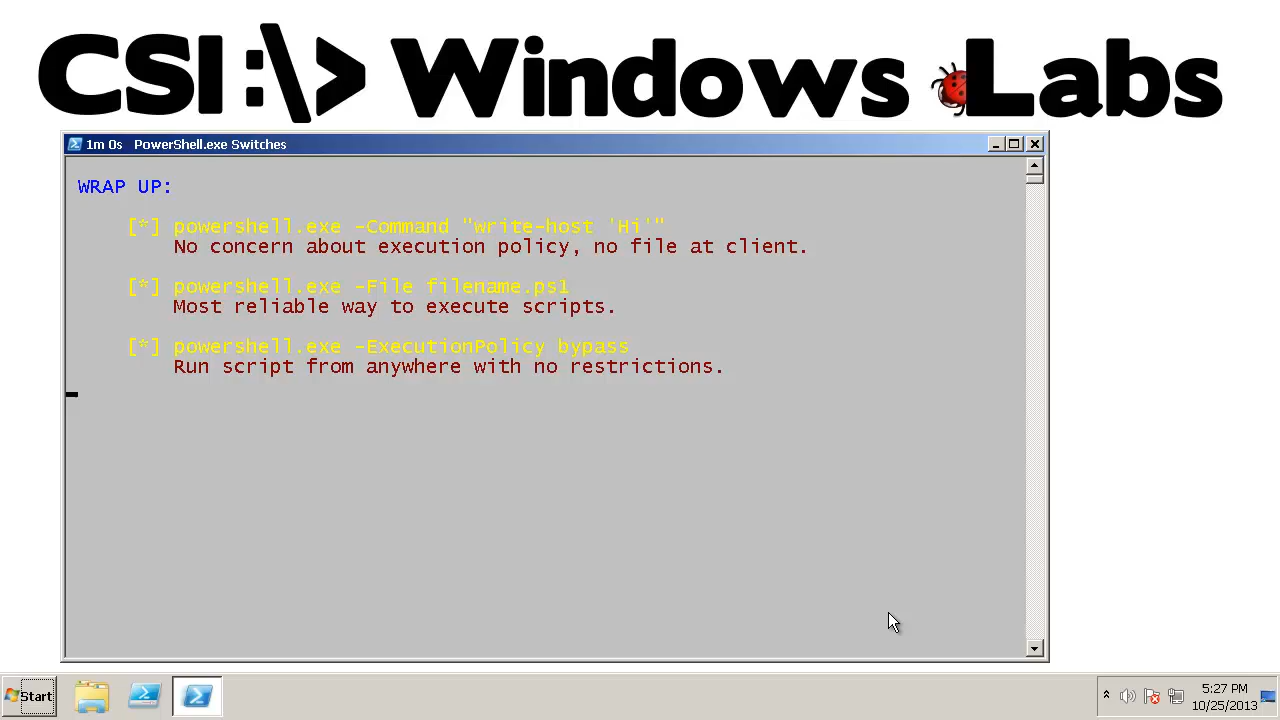 CSI:\> Windows Labs
1m 0s PowerShell.exe Switches
WRAP UP:
[*] powershell.exe -Command "write-host 'Hi'"
No concern about execution policy, no file at client.
[*] powershell.exe -File filename.ps1
Most reliable way to execute scripts.
[*] powershell.exe -ExecutionPolicy bypass
Run script from anywhere with no restrictions.
Start
5:27 PM
10/25/2013